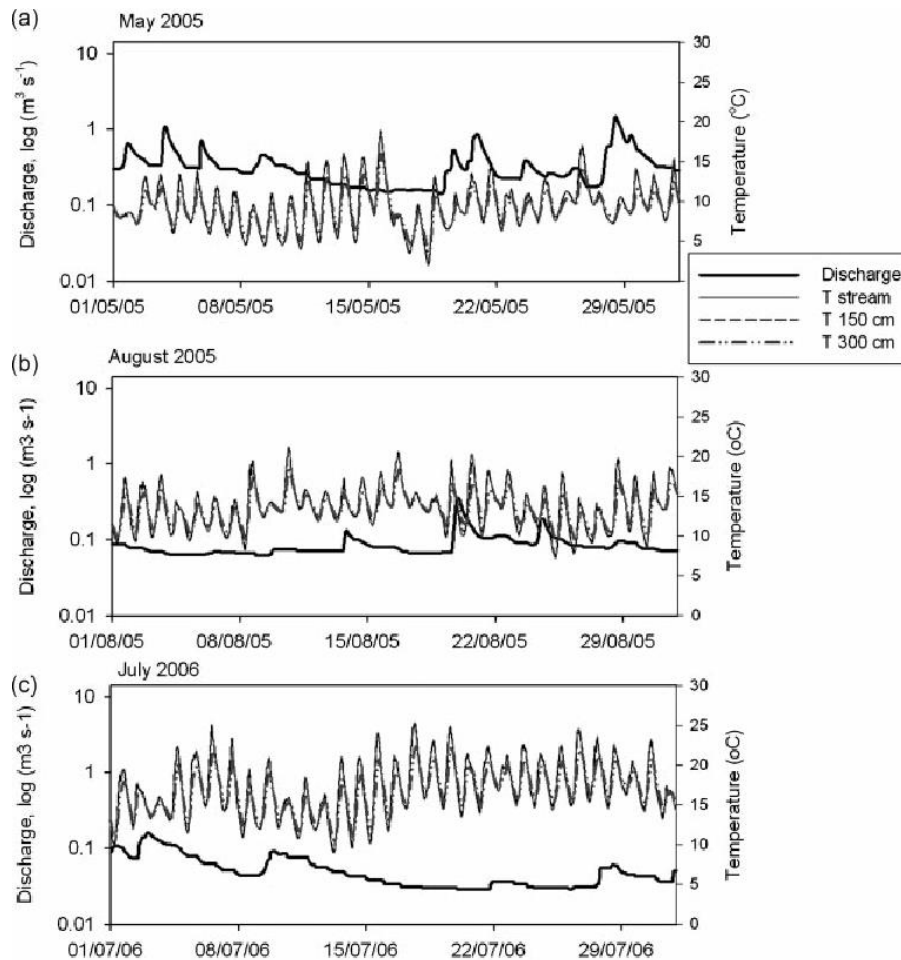 (a) May 2005
10
1
0.1
0.01
Discharge, log (m³ s⁻¹)
30
25
20
15
10
5
0
Temperature (°C)
01/05/05 08/05/05 15/05/05 22/05/05 29/05/05
Discharge
T stream
T 150 cm
T 300 cm
(b) August 2005
10
1
0.1
0.01
Discharge, log (m3 s-1)
30
25
20
15
10
5
0
Temperature (oC)
01/08/05 08/08/05 15/08/05 22/08/05 29/08/05
(c) July 2006
10
1
0.1
0.01
Discharge, log (m3 s-1)
30
25
20
15
10
5
0
Temperature (oC)
01/07/06 08/07/06 15/07/06 22/07/06 29/07/06